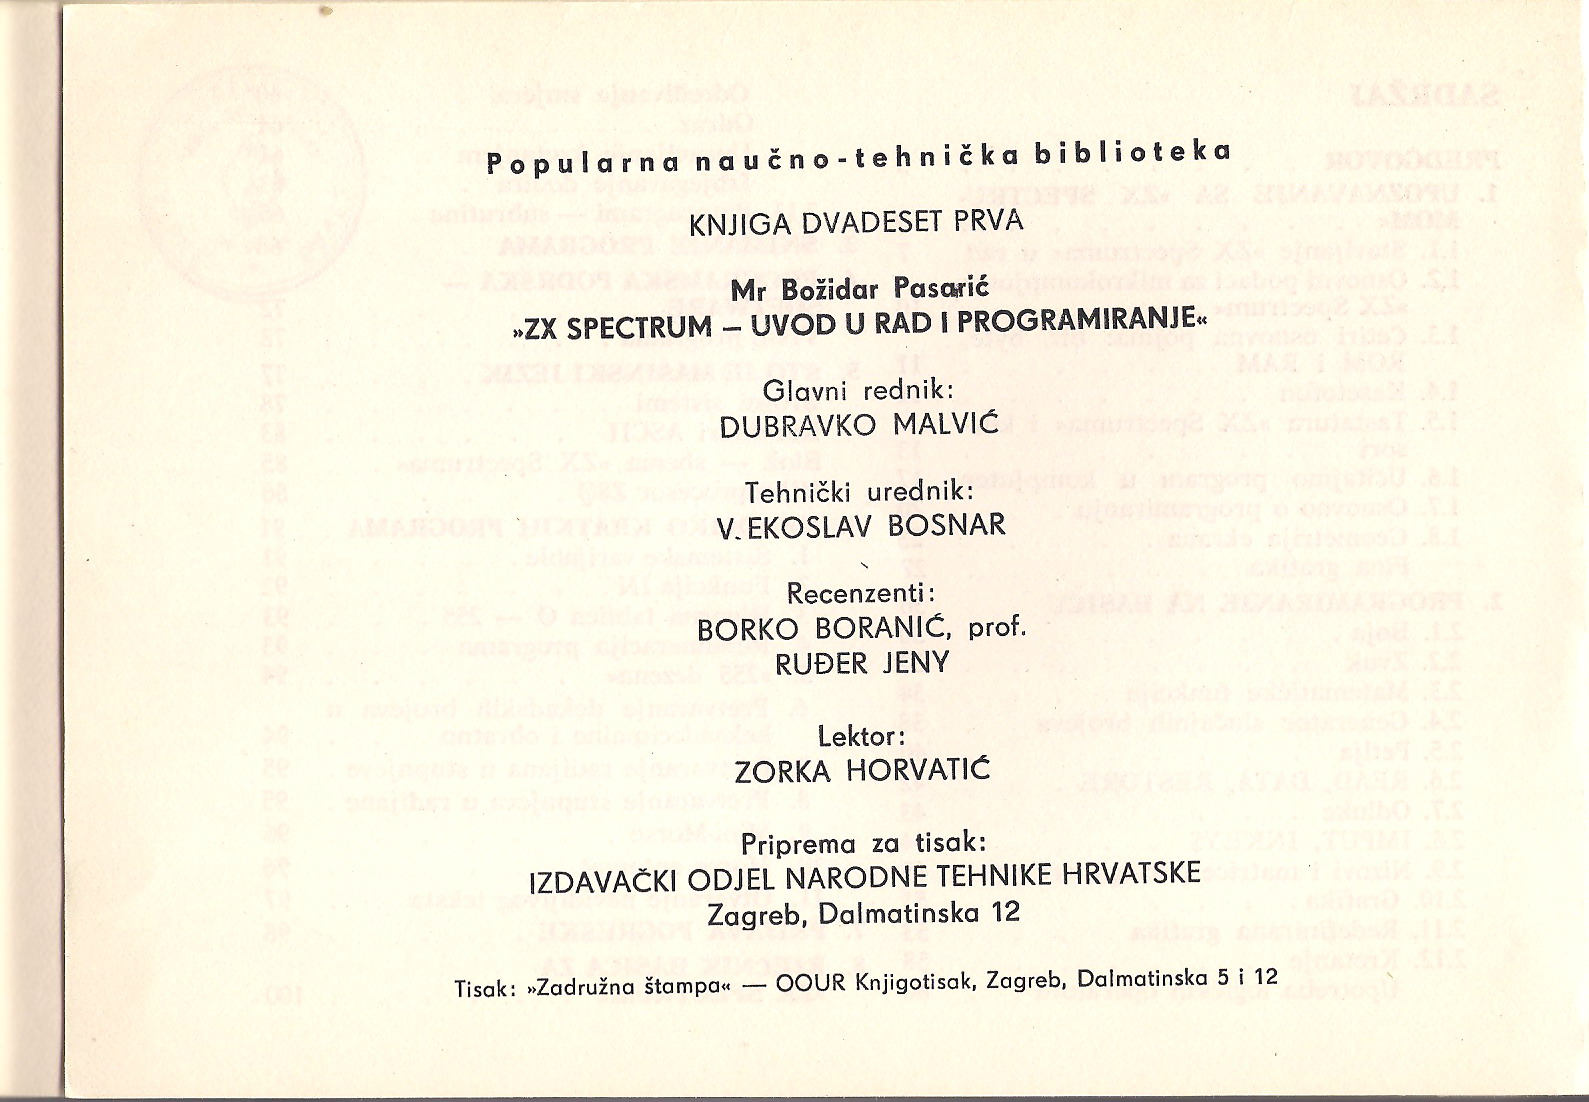 Popularna naučno-tehnička biblioteka
KNJIGA DVADESET PRVA
Mr Božidar Pasarić
»ZX SPECTRUM – UVOD U RAD I PROGRAMIRANJE«
Glavni rednik:
DUBRAVKO MALVIĆ
Tehnički urednik:
V. EKOSLAV BOSNAR
Recenzenti:
BORKO BORANIĆ, prof.
RUĐER JENY
Lektor:
ZORKA HORVATIĆ
Priprema za tisak:
IZDAVAČKI ODJEL NARODNE TEHNIKE HRVATSKE
Zagreb, Dalmatinska 12
Tisak: »Zadružna štampa« — OOUR Knjigotisak, Zagreb, Dalmatinska 5 i 12